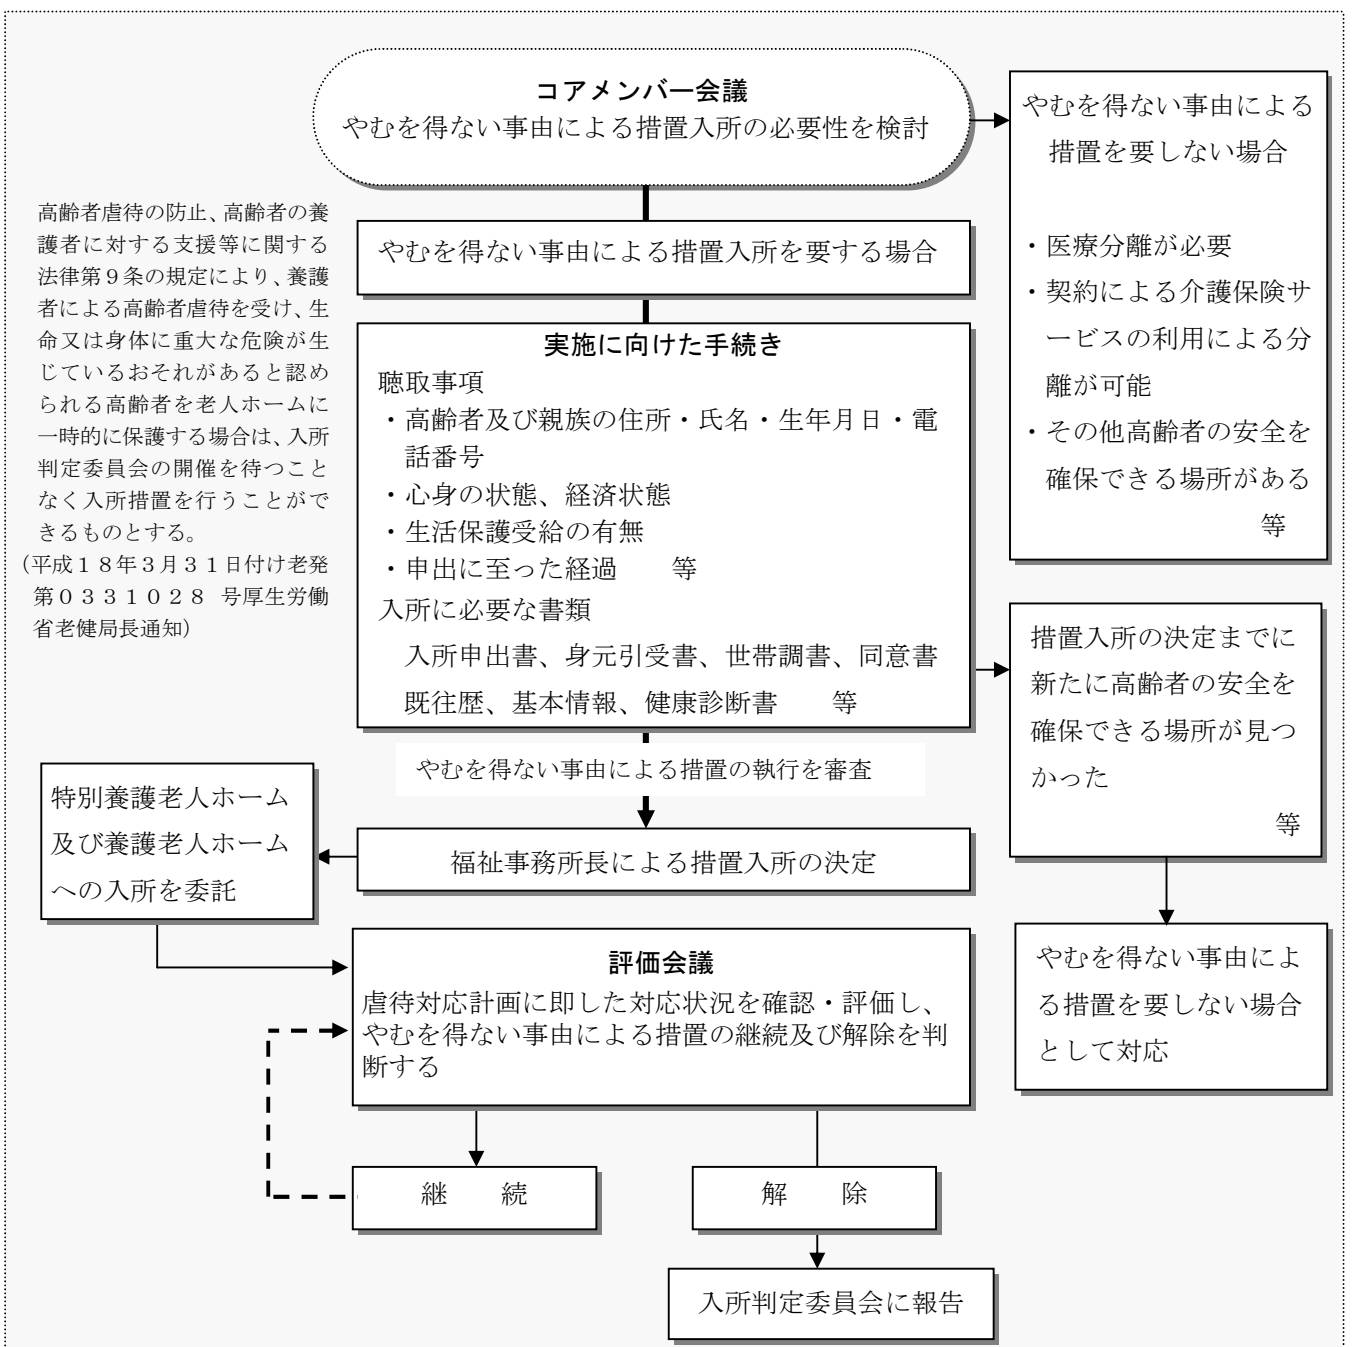 コアメンバー会議
やむを得ない事由による措置入所の必要性を検討
やむを得ない事由による
措置を要しない場合
・医療分離が必要
・契約による介護保険サ
ービスの利用による分
離が可能
・その他高齢者の安全を
確保できる場所がある
等
高齢者虐待の防止、高齢者の養
護者に対する支援等に関する
法律第９条の規定により、養護
者による高齢者虐待を受け、生
命又は身体に重大な危険が生
じているおそれがあると認め
られる高齢者を老人ホームに
一時的に保護する場合は、入所
判定委員会の開催を待つこと
なく入所措置を行うことがで
きるものとする。
（平成１８年３月３１日付け老発
第０３３１０２８ 号厚生労働
省老健局長通知）
やむを得ない事由による措置入所を要する場合
実施に向けた手続き
聴取事項
・高齢者及び親族の住所・氏名・生年月日・電
話番号
・心身の状態、経済状態
・生活保護受給の有無
・申出に至った経過　　等
入所に必要な書類
入所申出書、身元引受書、世帯調書、同意書
既往歴、基本情報、健康診断書　　等
措置入所の決定までに
新たに高齢者の安全を
確保できる場所が見つ
かった
等
やむを得ない事由による措置の執行を審査
特別養護老人ホーム
及び養護老人ホーム
への入所を委託
福祉事務所長による措置入所の決定
やむを得ない事由によ
る措置を要しない場合
として対応
評価会議
虐待対応計画に即した対応状況を確認・評価し、
やむを得ない事由による措置の継続及び解除を判
断する
継　　続
解　　除
入所判定委員会に報告